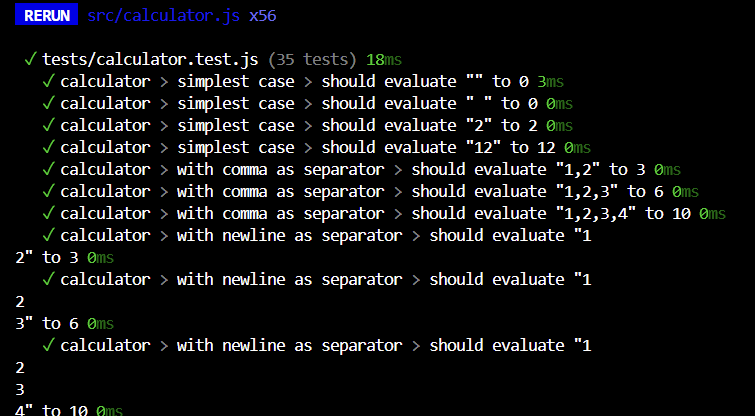 RERUN src/calculator.js x56
✓ tests/calculator.test.js (35 tests) 18ms
✓ calculator > simplest case > should evaluate "" to 0 3ms
✓ calculator > simplest case > should evaluate " " to 0 0ms
✓ calculator > simplest case > should evaluate "2" to 2 0ms
✓ calculator > simplest case > should evaluate "12" to 12 0ms
✓ calculator > with comma as separator > should evaluate "1,2" to 3 0ms
✓ calculator > with comma as separator > should evaluate "1,2,3" to 6 0ms
✓ calculator > with comma as separator > should evaluate "1,2,3,4" to 10 0ms
✓ calculator > with newline as separator > should evaluate "1
2" to 3 0ms
✓ calculator > with newline as separator > should evaluate "1
2
3" to 6 0ms
✓ calculator > with newline as separator > should evaluate "1
2
3
4" to 10 0ms